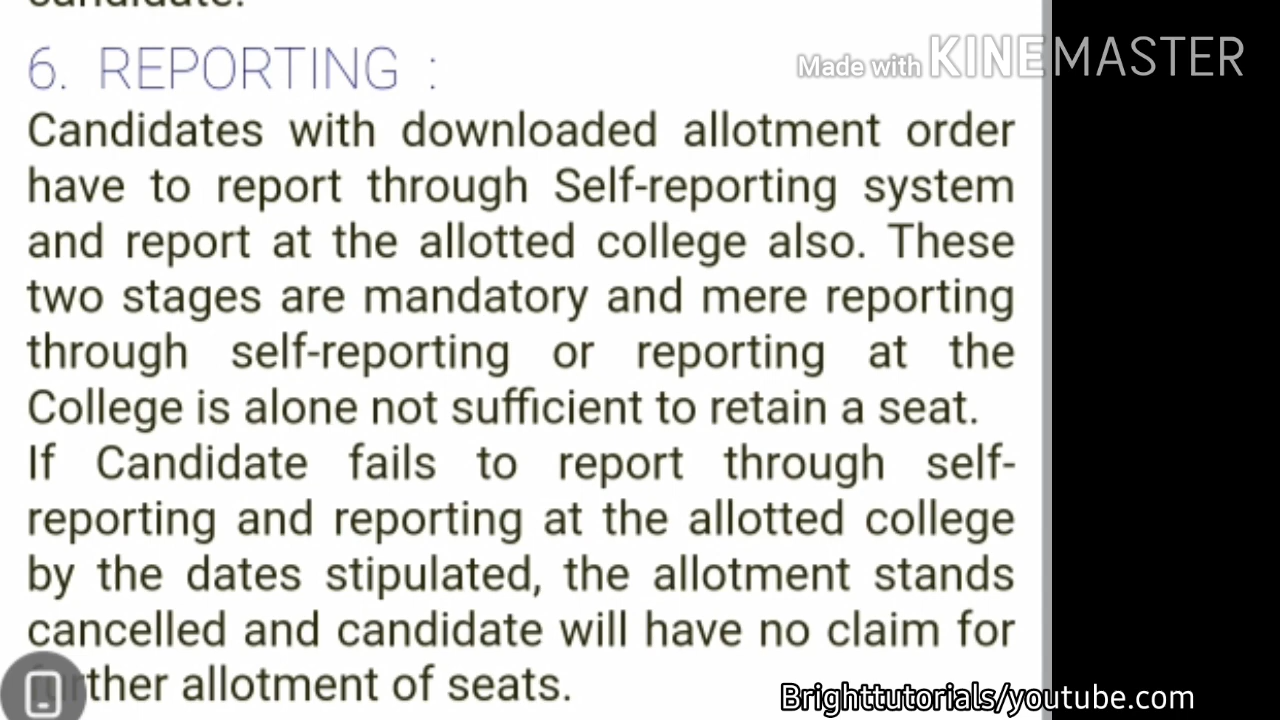 candidate.
6. REPORTING :
Made with KINEMASTER
Candidates with downloaded allotment order
have to report through Self-reporting system
and report at the allotted college also. These
two stages are mandatory and mere reporting
through self-reporting or reporting at the
College is alone not sufficient to retain a seat.
If Candidate fails to report through self-
reporting and reporting at the allotted college
by the dates stipulated, the allotment stands
cancelled and candidate will have no claim for
further allotment of seats.
Brighttutorials/youtube.com